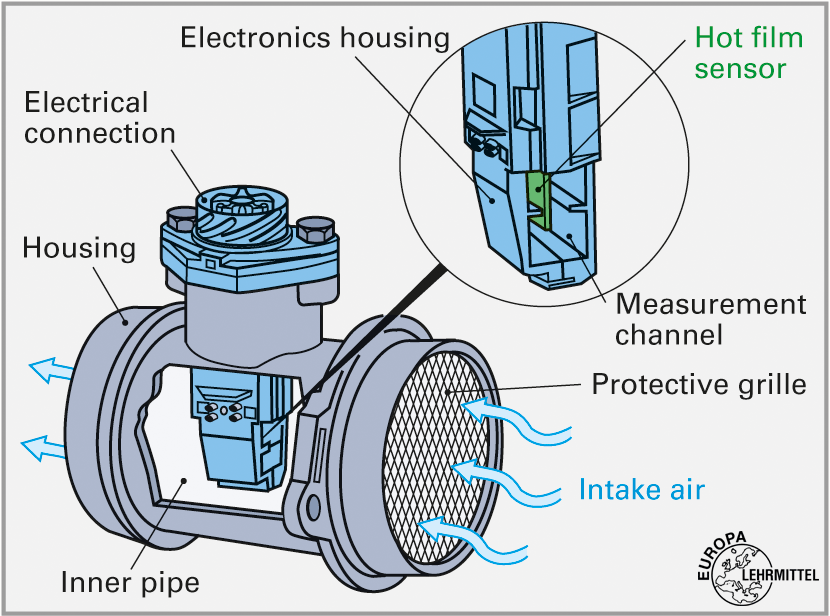 Electronics housing
Hot film
sensor
Electrical
connection
Housing
Measurement
channel
Protective grille
Intake air
Inner pipe
EUROPA
LEHRMITTEL